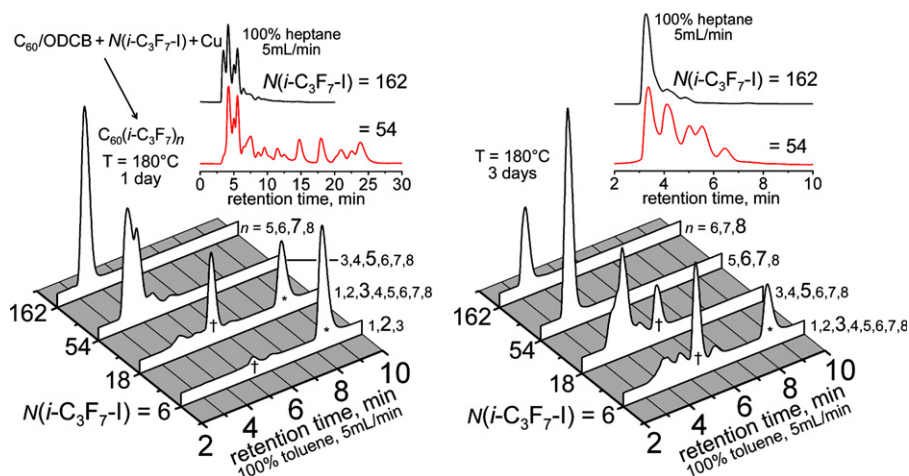 C60/ODCB + N(i-C3F7-I) + Cu
C60(i-C3F7)n
T = 180°C
1 day
100% heptane
5mL/min
N(i-C3F7-I) = 162
= 54
0 5 10 15 20 25 30
retention time, min
n = 5,6,7,8
3,4,5,6,7,8
1,2,3,4,5,6,7,8
1,2,3
†
*
†
*
162
54
18
N(i-C3F7-I) = 6
2 4 6 8 10
retention time, min
100% toluene, 5mL/min
100% heptane
5mL/min
N(i-C3F7-I) = 162
= 54
2 4 6 8 10
retention time, min
T = 180°C
3 days
n = 6,7,8
5,6,7,8
3,4,5,6,7,8
1,2,3,4,5,6,7,8
†
†
*
162
54
18
N(i-C3F7-I) = 6
2 4 6 8 10
retention time, min
100% toluene, 5mL/min